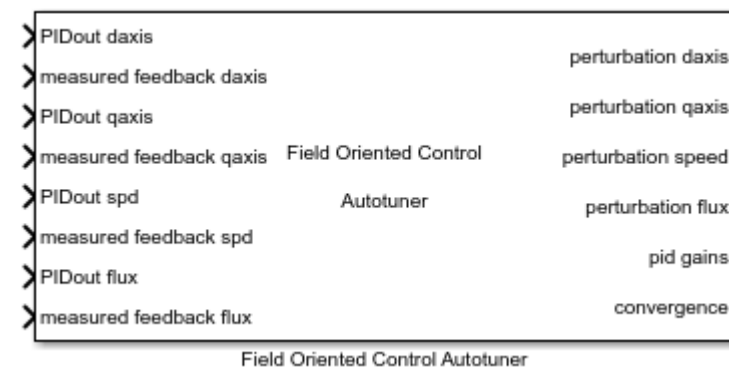 PIDout daxis
measured feedback daxis
PIDout qaxis
measured feedback qaxis
PIDout spd
measured feedback spd
PIDout flux
measured feedback flux
Field Oriented Control
Autotuner
perturbation daxis
perturbation qaxis
perturbation speed
perturbation flux
pid gains
convergence
Field Oriented Control Autotuner